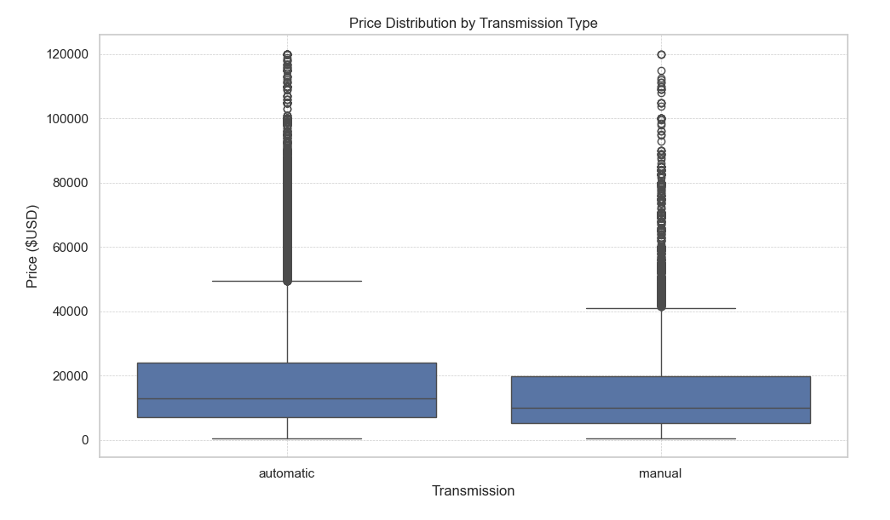 Price Distribution by Transmission Type
120000
100000
80000
60000
40000
20000
0
Price ($USD)
automatic
manual
Transmission